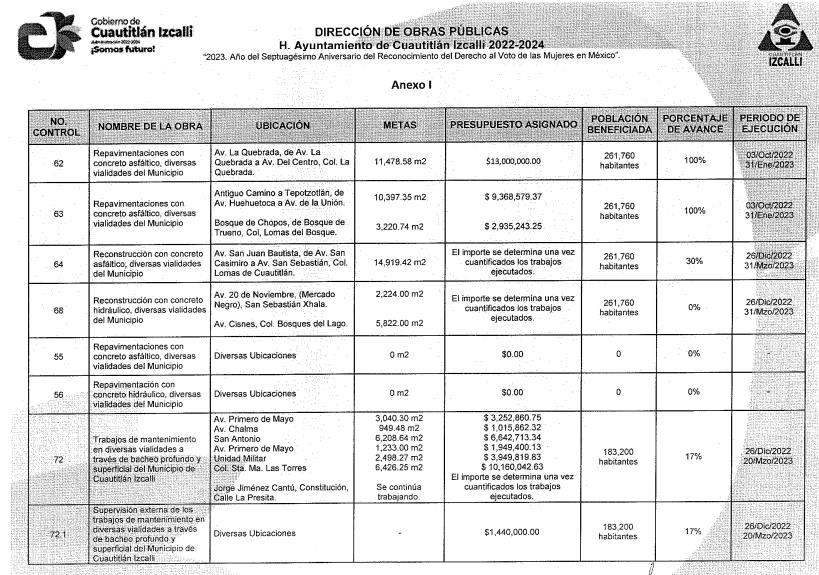 Gobierno de
Cuautitlán Izcalli
Administración 2022-2024
¡Somos futuro!
DIRECCIÓN DE OBRAS PÚBLICAS
H. Ayuntamiento de Cuautitlán Izcalli 2022-2024
"2023. Año del Septuagésimo Aniversario del Reconocimiento del Derecho al Voto de las Mujeres en México".
CUAUTITLÁN
IZCALLI
Anexo I
NO. CONTROL NOMBRE DE LA OBRA UBICACIÓN METAS PRESUPUESTO ASIGNADO POBLACIÓN BENEFICIADA PORCENTAJE DE AVANCE PERIODO DE EJECUCIÓN
62
Repavimentaciones con
concreto asfáltico, diversas
vialidades del Municipio
Av. La Quebrada, de Av. La
Quebrada a Av. Del Centro, Col. La
Quebrada.
11,478.58 m2
$13,000,000.00
261,760
habitantes
100%
03/Oct/2022
31/Ene/2023
63
Repavimentaciones con
concreto asfáltico, diversas
vialidades del Municipio
Antiguo Camino a Tepotzotlán, de
Av. Huehuetoca a Av. de la Unión.
Bosque de Chopos, de Bosque de
Trueno, Col, Lomas del Bosque.
10,397.35 m2
3,220.74 m2
$ 9,368,579.37
$ 2,935,243.25
261,760
habitantes
100%
03/Oct/2022
31/Ene/2023
64
Reconstrucción con concreto
asfáltico, diversas vialidades
del Municipio
Av. San Juan Bautista, de Av. San
Casimiro a Av. San Sebastián, Col.
Lomas de Cuautitlán.
14,919.42 m2
El importe se determina una vez
cuantificados los trabajos
ejecutados.
261,760
habitantes
30%
26/Dic/2022
31/Mzo/2023
68
Reconstrucción con concreto
hidráulico, diversas vialidades
del Municipio
Av. 20 de Noviembre, (Mercado
Negro), San Sebastián Xhala.
Av. Cisnes, Col. Bosques del Lago.
2,224.00 m2
5,822.00 m2
El importe se determina una vez
cuantificados los trabajos
ejecutados.
261,760
habitantes
0%
26/Dic/2022
31/Mzo/2023
55
Repavimentaciones con
concreto asfáltico, diversas
vialidades del Municipio
Diversas Ubicaciones
0 m2
$0.00
0
0%
-
56
Repavimentación con
concreto hidráulico, diversas
vialidades del Municipio
Diversas Ubicaciones
0 m2
$0.00
0
0%
-
72
Trabajos de mantenimiento
en diversas vialidades a
través de bacheo profundo y
superficial del Municipio de
Cuautitlán Izcalli
Av. Primero de Mayo
Av. Chalma
San Antonio
Av. Primero de Mayo
Unidad Militar
Col. Sta. Ma. Las Torres
Jorge Jiménez Cantú, Constitución,
Calle La Presita.
3,040.30 m2
949.48 m2
6,208.64 m2
1,233.00 m2
2,498.27 m2
6,426.25 m2
Se continúa
trabajando.
$ 3,252,860.75
$ 1,015,862.32
$ 6,642,713.34
$ 1,949,400.13
$ 3,949,819.83
$ 10,160,042.63
El importe se determina una vez
cuantificados los trabajos
ejecutados.
183,200
habitantes
17%
26/Dic/2022
20/Mzo/2023
72.1
Supervisión externa de los
trabajos de mantenimiento en
diversas vialidades a través
de bacheo profundo y
superficial del Municipio de
Cuautitlán Izcalli
Diversas Ubicaciones
-
$1,440,000.00
183,200
habitantes
17%
26/Dic/2022
20/Mzo/2023